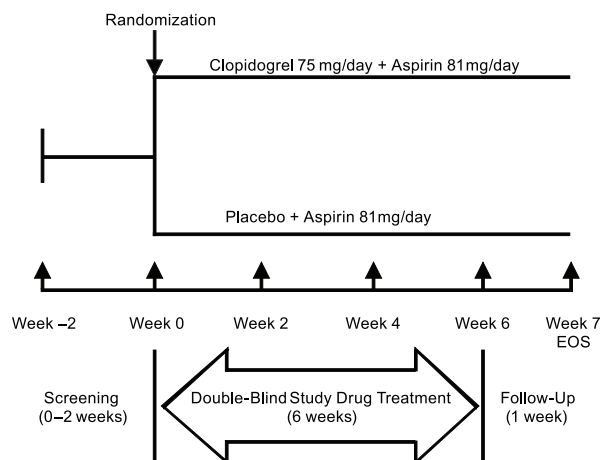 Randomization
Clopidogrel 75 mg/day + Aspirin 81mg/day
Placebo + Aspirin 81mg/day
Week –2
Week 0
Week 2
Week 4
Week 6
Week 7
EOS
Screening
(0–2 weeks)
Double-Blind Study Drug Treatment
(6 weeks)
Follow-Up
(1 week)